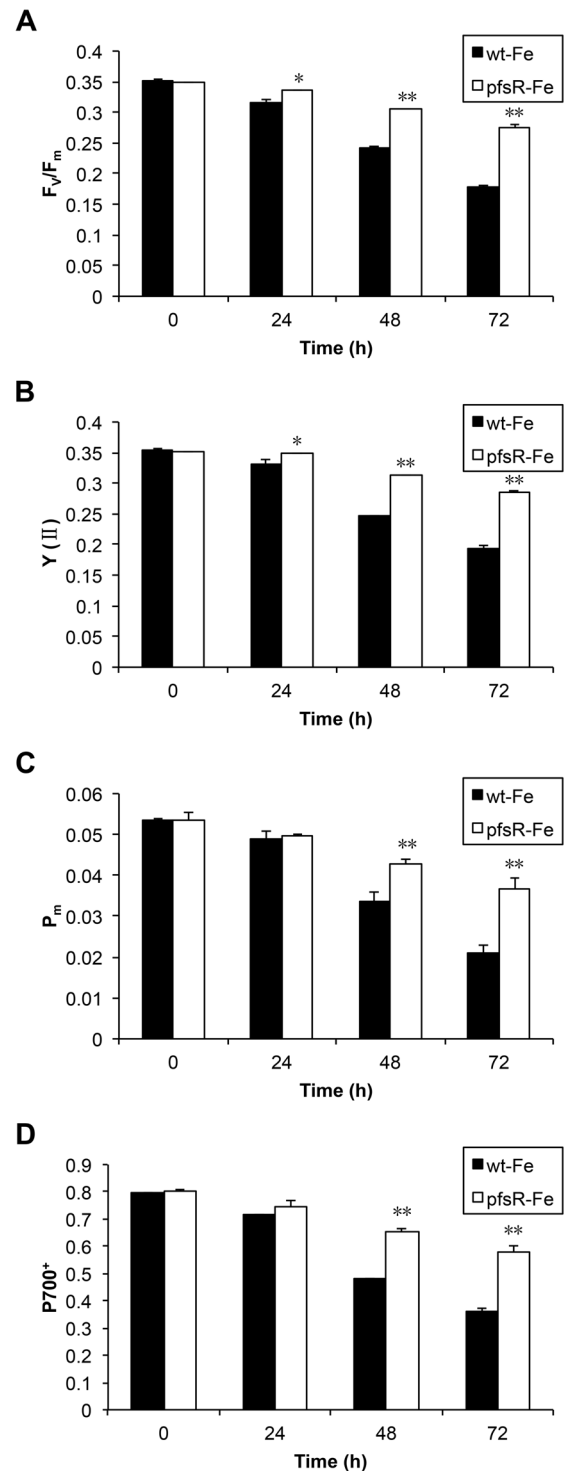 A
0.4
0.35
0.3
0.25
0.2
0.15
0.1
0.05
0
Fv/Fm
wt-Fe
pfsR-Fe
*
**
**
0 24 48 72
Time (h)
B
0.4
0.35
0.3
0.25
0.2
0.15
0.1
0.05
0
Y (II)
wt-Fe
pfsR-Fe
*
**
**
0 24 48 72
Time (h)
C
0.06
0.05
0.04
0.03
0.02
0.01
0
Pm
wt-Fe
pfsR-Fe
**
**
0 24 48 72
Time (h)
D
0.9
0.8
0.7
0.6
0.5
0.4
0.3
0.2
0.1
0
P700⁺
wt-Fe
pfsR-Fe
**
**
0 24 48 72
Time (h)